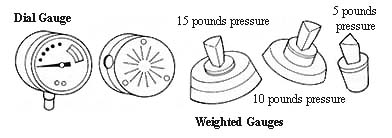 5 pounds
pressure
Dial Gauge
15 pounds pressure
10 pounds pressure
Weighted Gauges